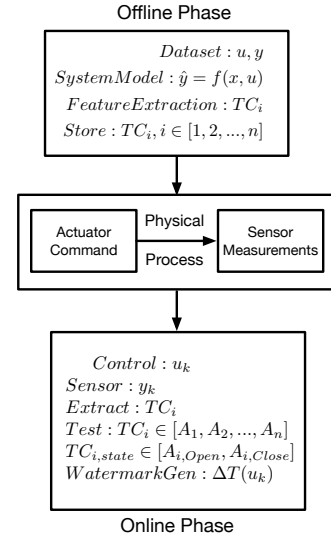 Offline Phase
Dataset : u, y
SystemModel : ŷ = f(x, u)
FeatureExtraction : TC_i
Store : TC_i, i ∈ [1, 2, ..., n]
Actuator Command
Physical Process
Sensor Measurements
Control : u_k
Sensor : y_k
Extract : TC_i
Test : TC_i ∈ [A_1, A_2, ..., A_n]
TC_{i,state} ∈ [A_{i,Open}, A_{i,Close}]
WatermarkGen : ΔT(u_k)
Online Phase